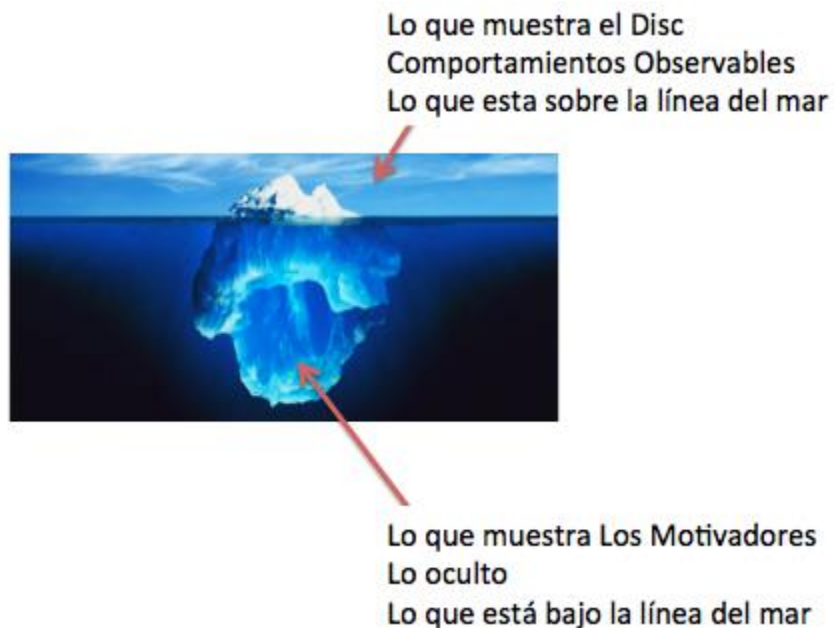 Lo que muestra el Disc
Comportamientos Observables
Lo que esta sobre la línea del mar
Lo que muestra Los Motivadores
Lo oculto
Lo que está bajo la línea del mar